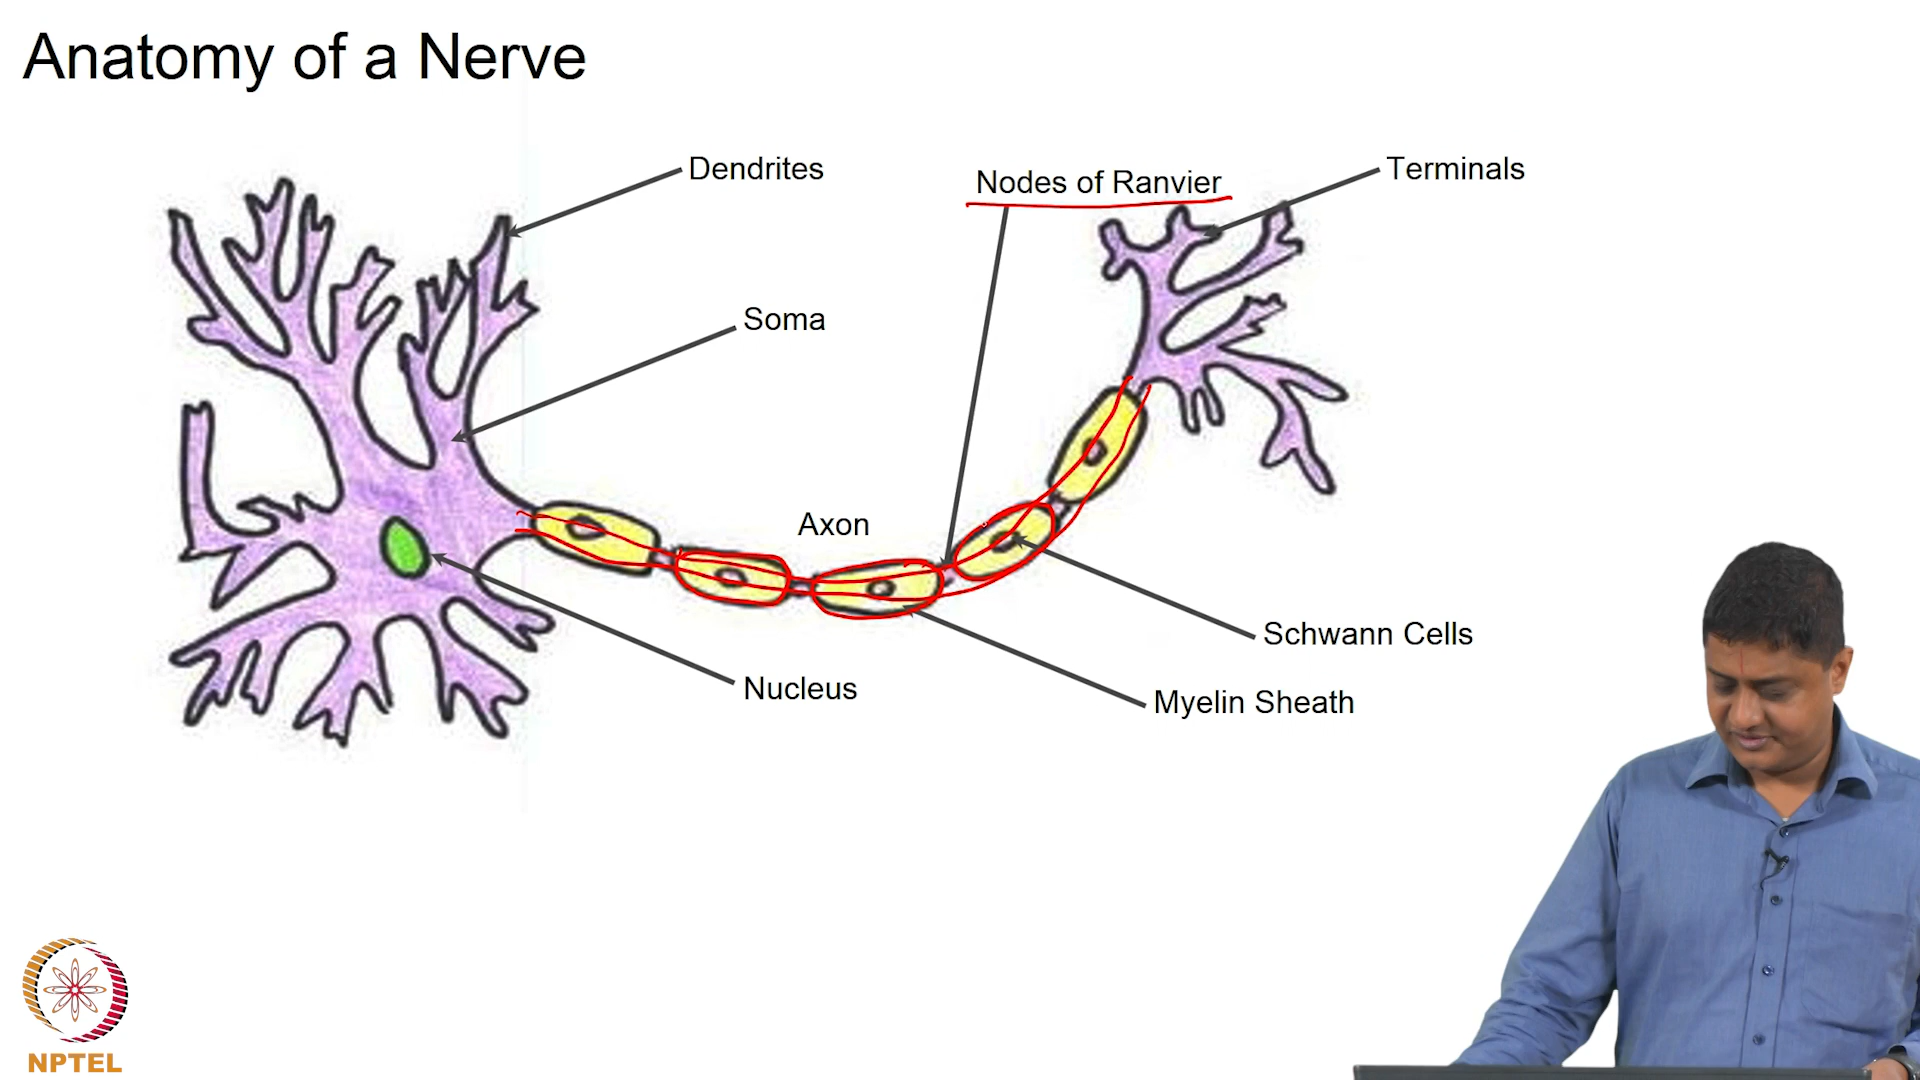 Anatomy of a Nerve
Dendrites
Nodes of Ranvier
Terminals
Soma
Axon
Schwann Cells
Nucleus
Myelin Sheath
NPTEL